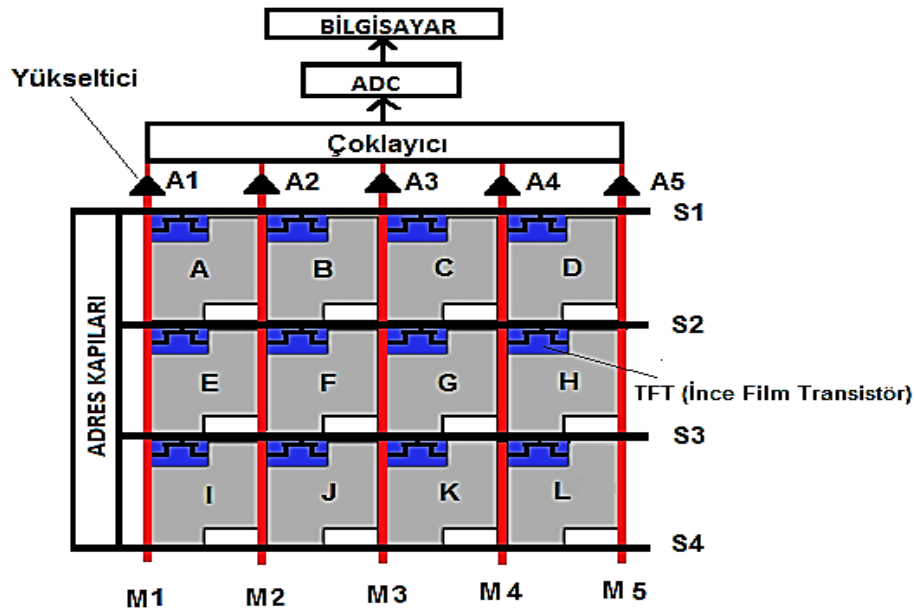 BİLGİSAYAR
Yükseltici
ADC
Çoklayıcı
A1 A2 A3 A4 A5
S1
A B C D
ADRES KAPILARI
S2
E F G H
TFT (İnce Film Transistör)
S3
I J K L
S4
M1 M2 M3 M4 M5